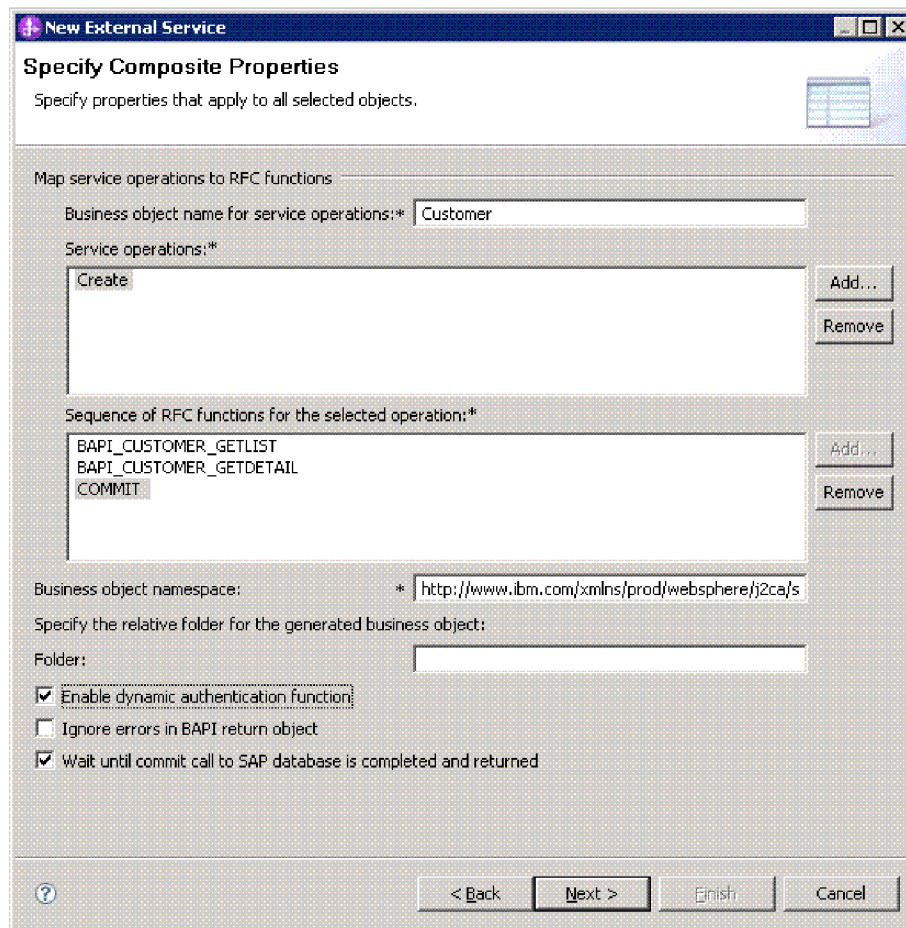 New External Service
Specify Composite Properties
Specify properties that apply to all selected objects.
Map service operations to RFC functions
Business object name for service operations:* Customer
Service operations:*
Create
Add...
Remove
Sequence of RFC functions for the selected operation:*
BAPI_CUSTOMER_GETLIST
Add...
BAPI_CUSTOMER_GETDETAIL
COMMIT
Remove
Business object namespace: * http://www.ibm.com/xmlns/prod/websphere/j2ca/s
Specify the relative folder for the generated business object:
Folder:
Enable dynamic authentication function
Ignore errors in BAPI return object
Wait until commit call to SAP database is completed and returned
? < Back Next > Finish Cancel